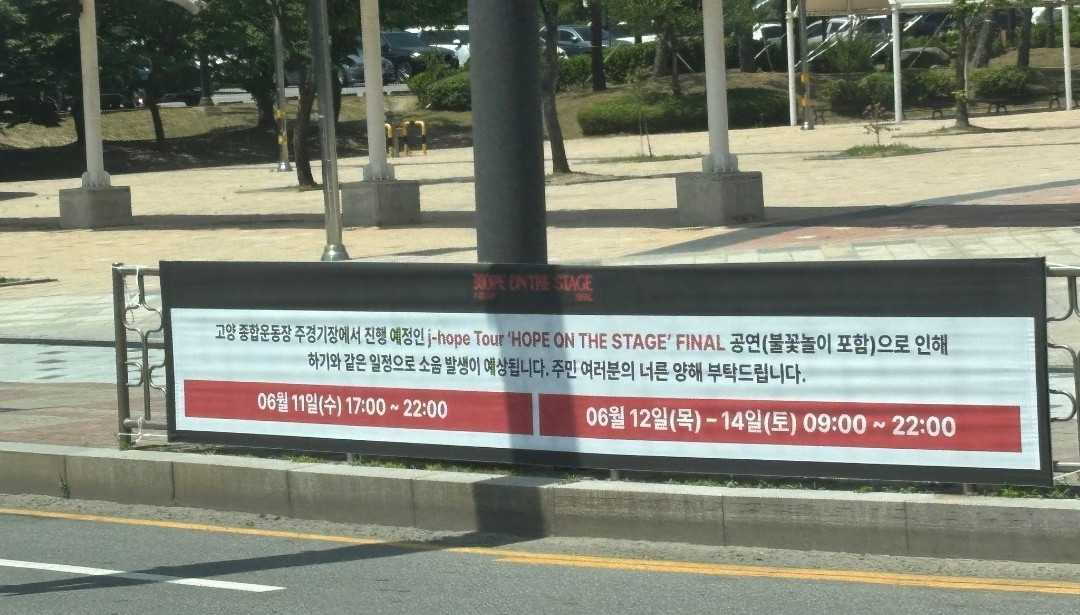 HOPE ON THE STAGE
고양 종합운동장 주경기장에서 진행 예정인 j-hope Tour ‘HOPE ON THE STAGE’ FINAL 공연(불꽃놀이 포함)으로 인해
하기와 같은 일정으로 소음 발생이 예상됩니다. 주민 여러분의 너른 양해 부탁드립니다.
06월 11일(수) 17:00 ~ 22:00
06월 12일(목) – 14일(토) 09:00 ~ 22:00